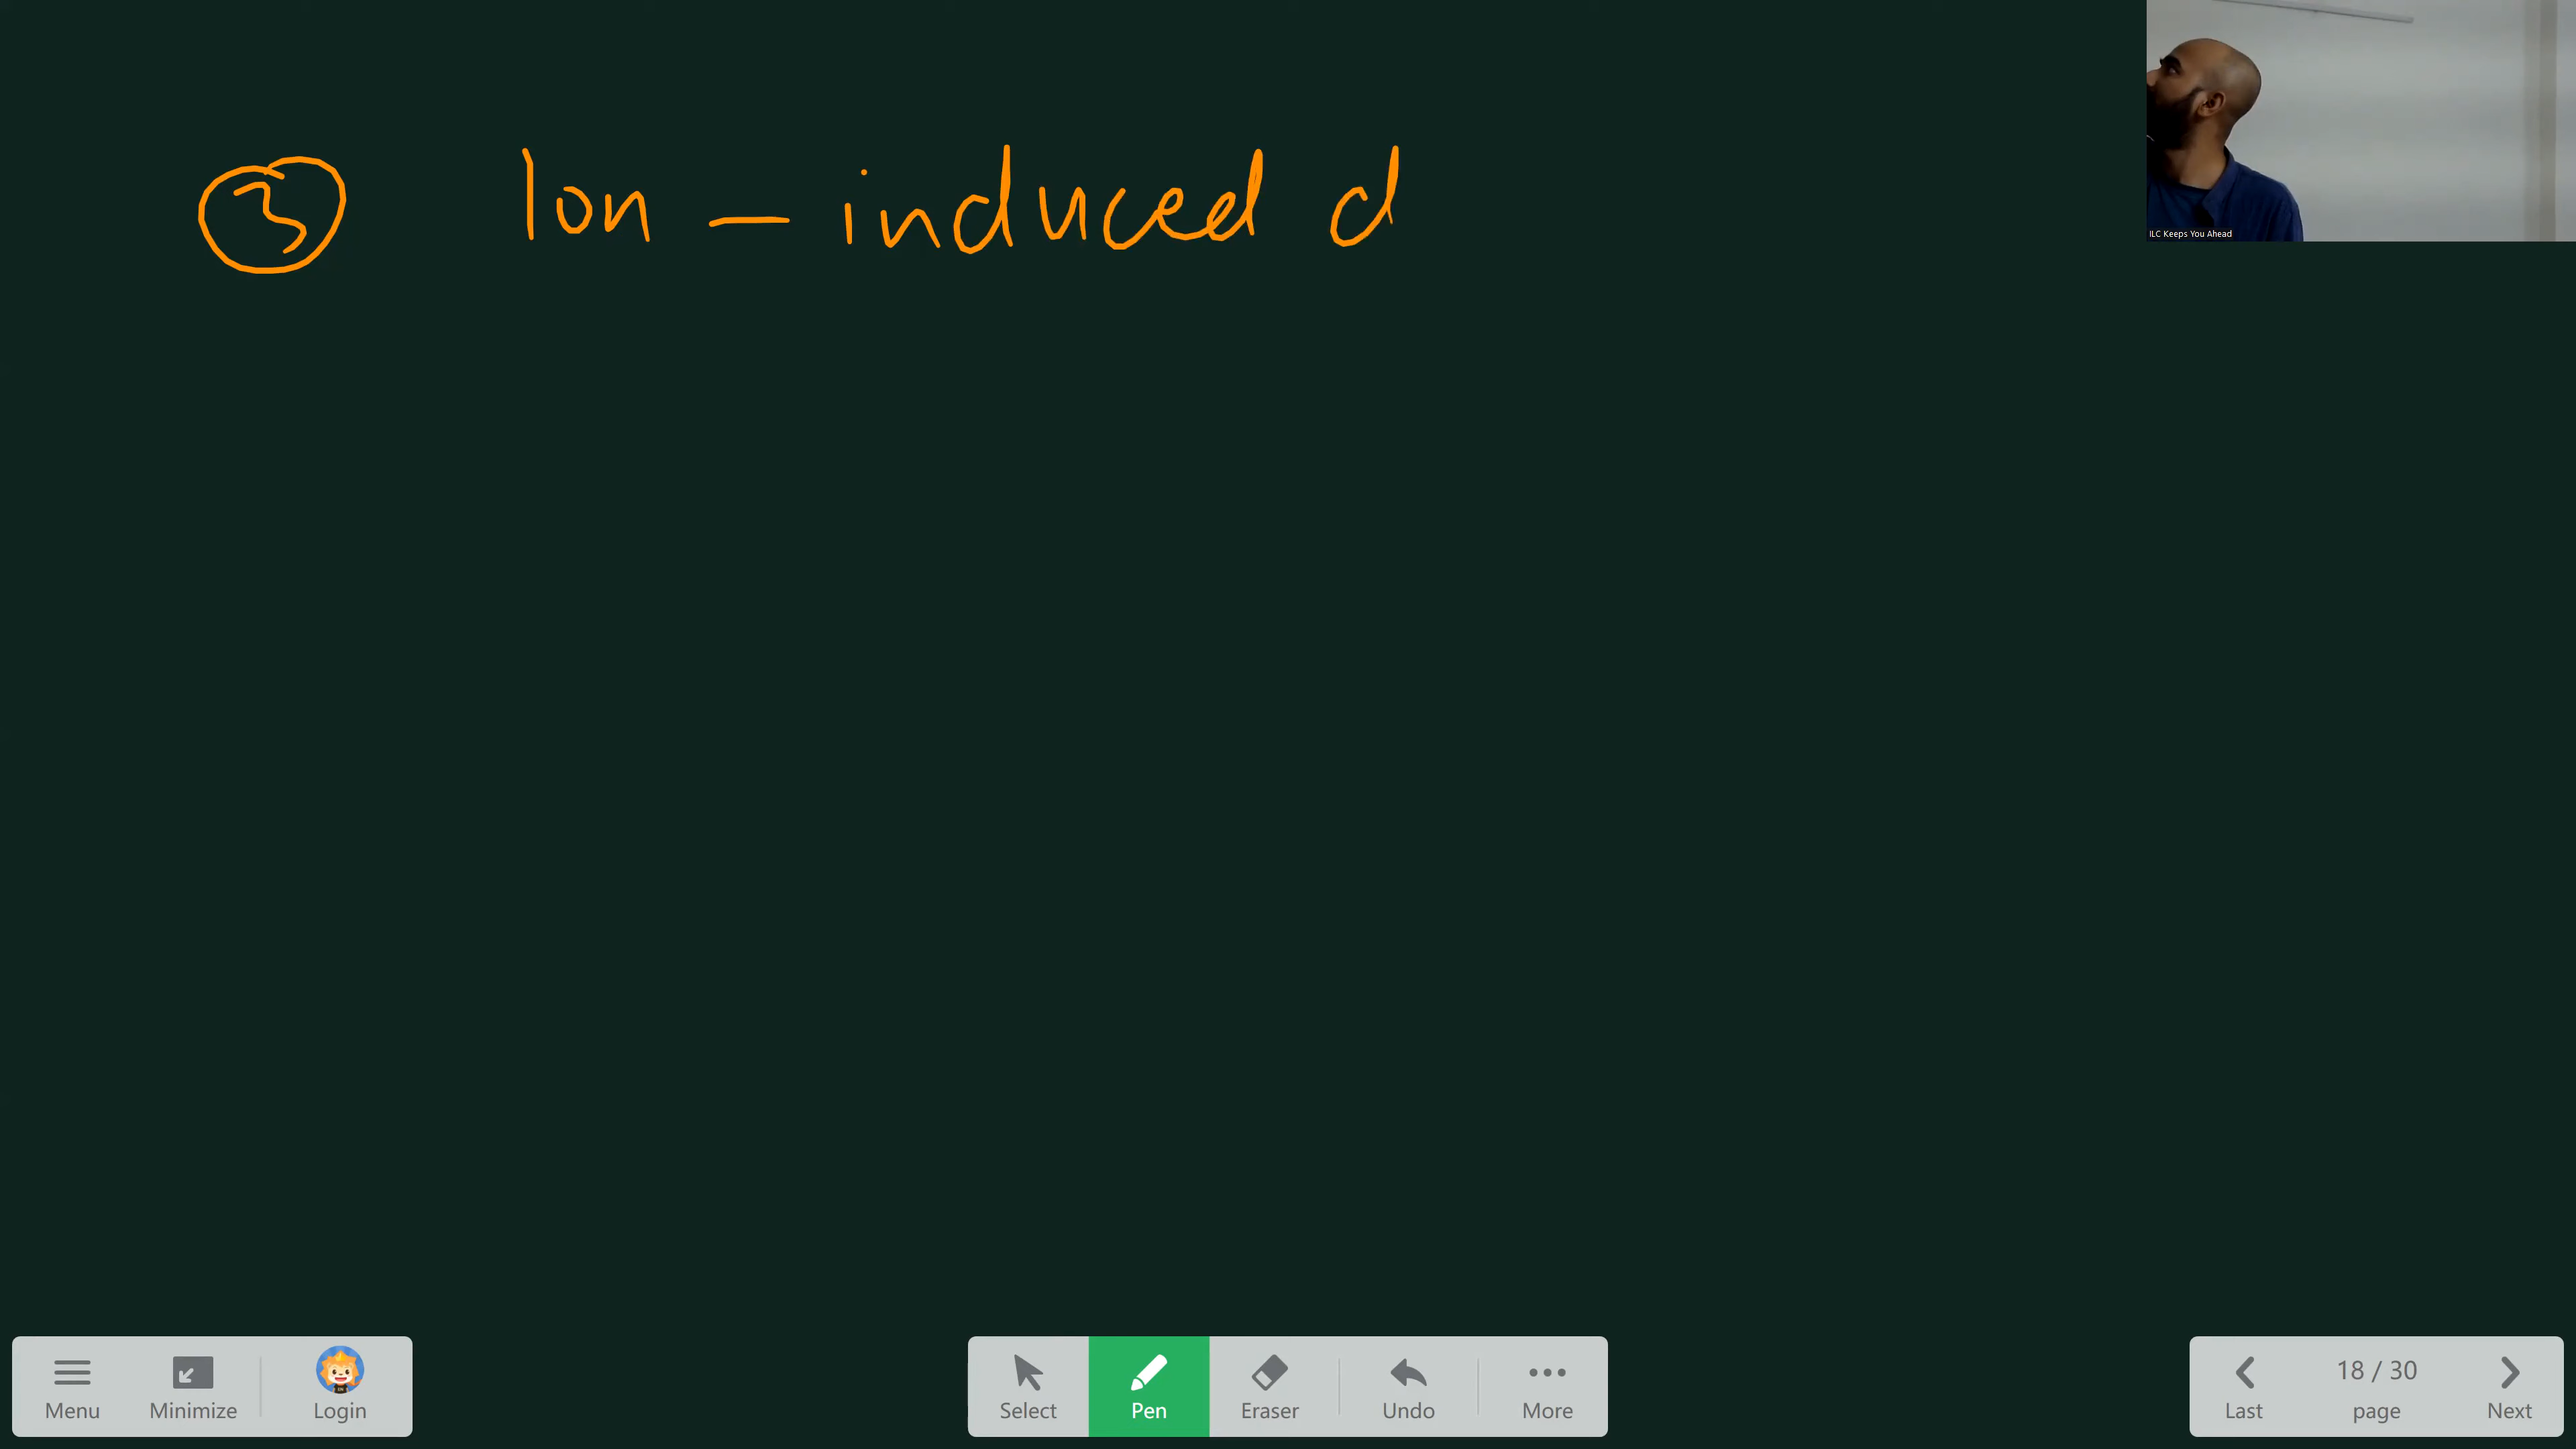 ③ Ion – induced d
ILC Keeps You Ahead
Menu Minimize Login Select Pen Eraser Undo More Last 18 / 30 page Next